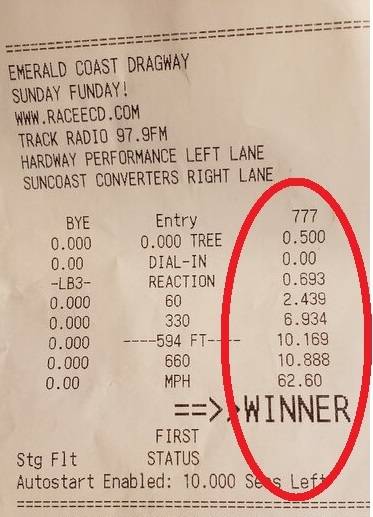 EMERALD COAST DRAGWAY
SUNDAY FUNDAY!
WWW.RACEECD.COM
TRACK RADIO 97.9FM
HARDWAY PERFORMANCE LEFT LANE
SUNCOAST CONVERTERS RIGHT LANE
BYE Entry 777
0.000 0.000 TREE 0.500
0.00 DIAL-IN 0.00
-LB3- REACTION 0.693
0.000 60 2.439
0.000 330 6.934
0.000 ----594 FT---- 10.169
0.000 660 10.888
0.00 MPH 62.60
==>>WINNER
FIRST
Stg Flt STATUS
Autostart Enabled: 10.000 Secs Left